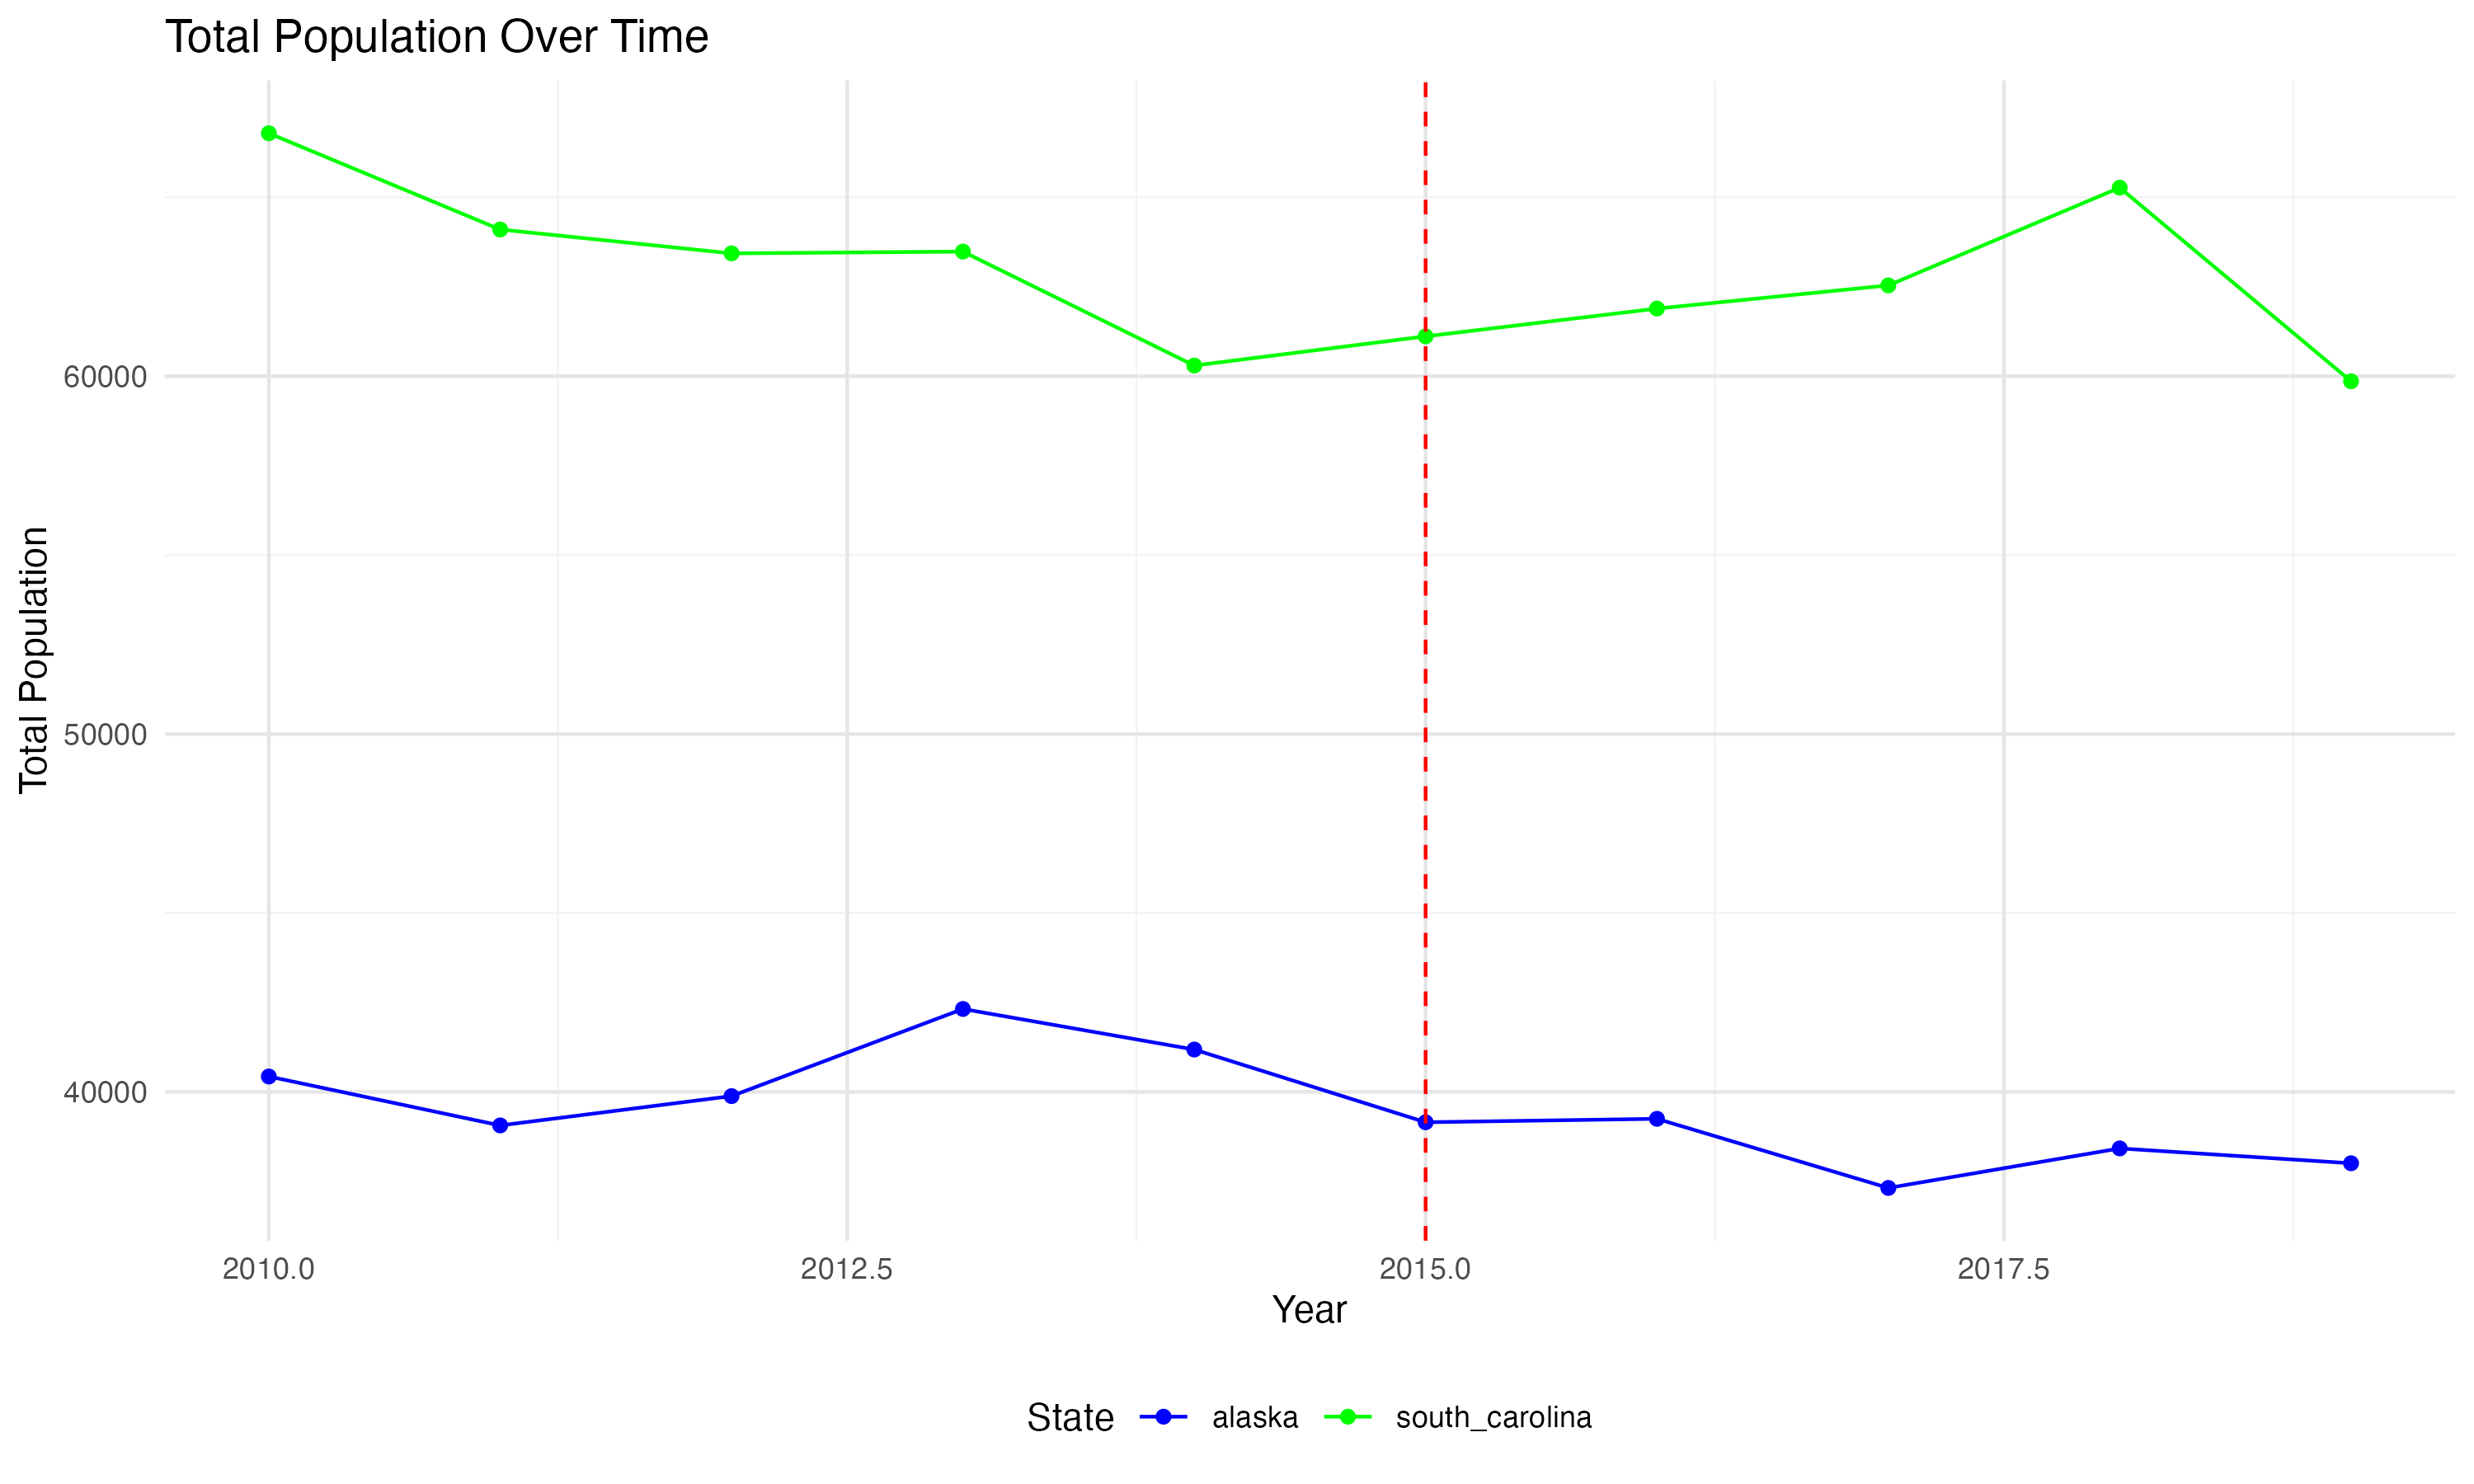 Total Population Over Time
Total Population
60000
50000
40000
2010.0 2012.5 2015.0 2017.5
Year
State alaska south_carolina